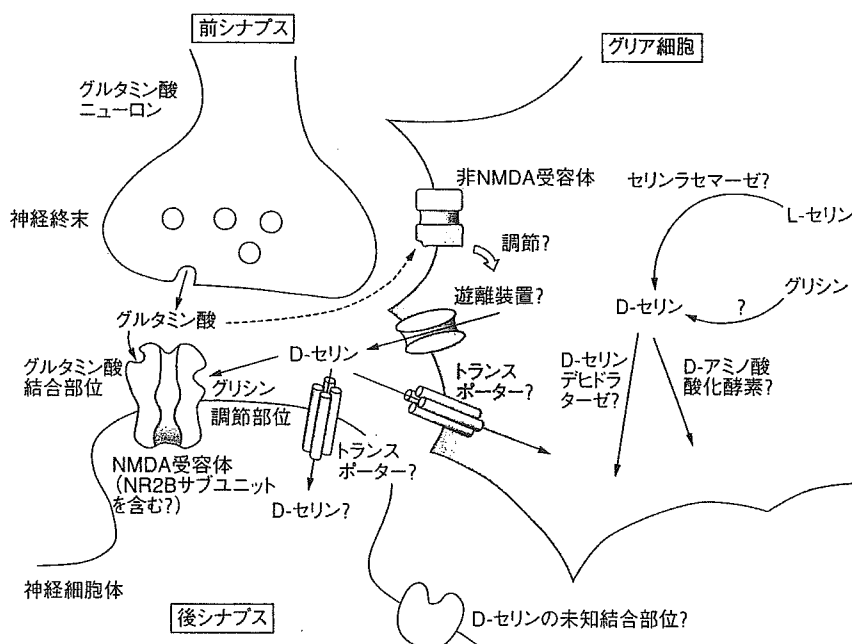 前シナプス
グリア細胞
グルタミン酸
ニューロン
非NMDA受容体
セリンラセマーゼ?
L-セリン
神経終末
調節?
遊離装置?
グリシン
D-セリン
?
グルタミン酸
D-セリン
グルタミン酸
結合部位
グリシン
調節部位
トランス
ポーター?
D-セリン
デヒドラ
ターゼ?
D-アミノ酸
酸化酵素?
NMDA受容体
(NR2Bサブユニット
を含む?)
トランス
ポーター?
D-セリン?
神経細胞体
後シナプス
D-セリンの未知結合部位?